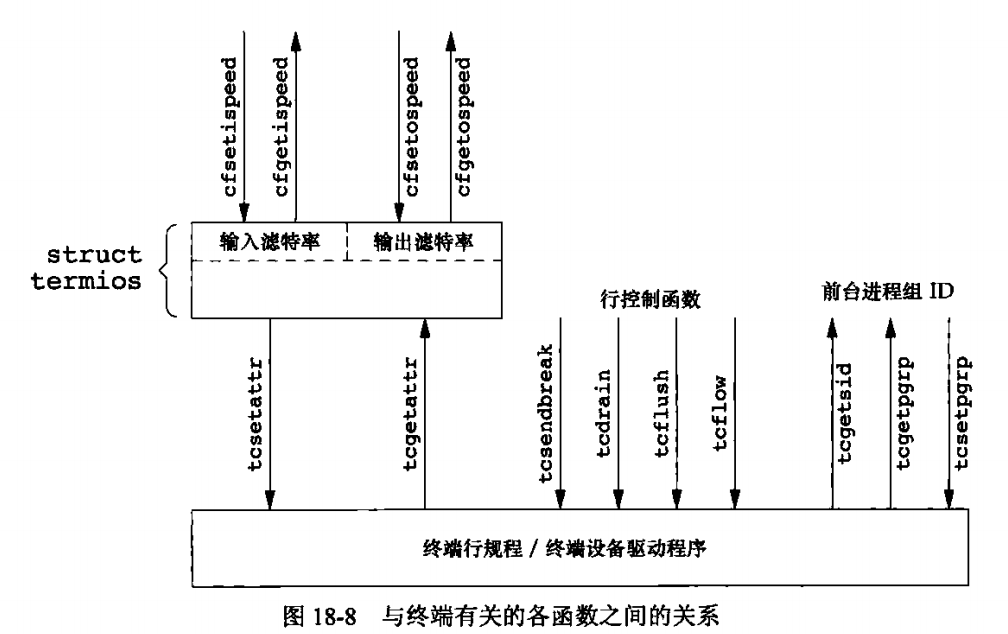 cfsetispeed
cfgetispeed
cfsetospeed
cfgetospeed
struct
termios
输入滤特率
输出滤特率
行控制函数
前台进程组 ID
tcsetattr
tcgetattr
tcsendbreak
tcdrain
tcflush
tcflow
tcgetsid
tcgetpgrp
tcsetpgrp
终端行规程 / 终端设备驱动程序
图 18-8 与终端有关的各函数之间的关系